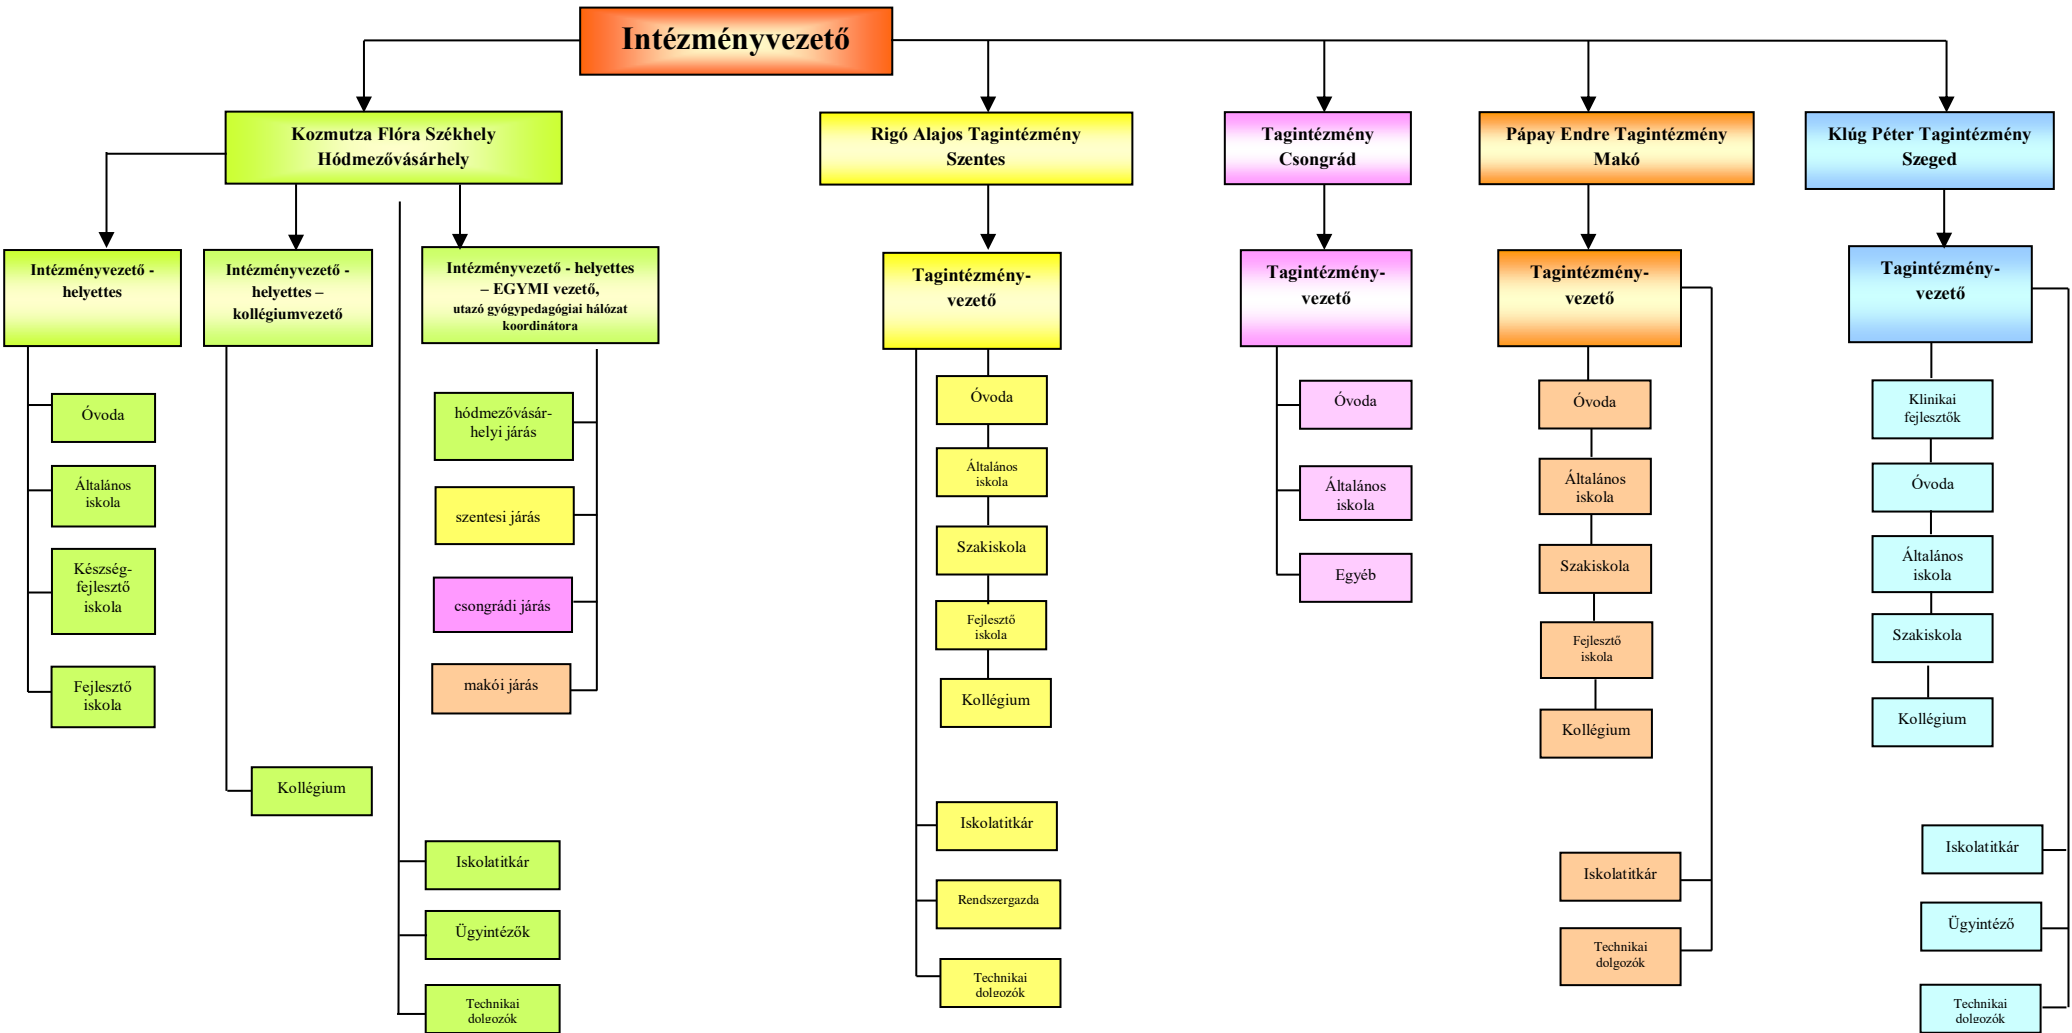 Intézményvezető
Kozmutza Flóra Székhely
Hódmezővásárhely
Rigó Alajos Tagintézmény
Szentes
Tagintézmény
Csongrád
Pápay Endre Tagintézmény
Makó
Klúg Péter Tagintézmény
Szeged
Intézményvezető -
helyettes
Intézményvezető -
helyettes –
kollégiumvezető
Intézményvezető - helyettes
– EGYMI vezető,
utazó gyógypedagógiai hálózat
koordinátora
Tagintézmény-
vezető
Tagintézmény-
vezető
Tagintézmény-
vezető
Tagintézmény-
vezető
Óvoda
Általános
iskola
Készség-
fejlesztő
iskola
Fejlesztő
iskola
Kollégium
hódmezővásár-
helyi járás
szentesi járás
csongrádi járás
makói járás
Iskolatitkár
Ügyintézők
Technikai
dolgozók
Óvoda
Általános
iskola
Szakiskola
Fejlesztő
iskola
Kollégium
Iskolatitkár
Rendszergazda
Technikai
dolgozók
Óvoda
Általános
iskola
Egyéb
Óvoda
Általános
iskola
Szakiskola
Fejlesztő
iskola
Kollégium
Iskolatitkár
Technikai
dolgozók
Klinikai
fejlesztők
Óvoda
Általános
iskola
Szakiskola
Kollégium
Iskolatitkár
Ügyintéző
Technikai
dolgozók